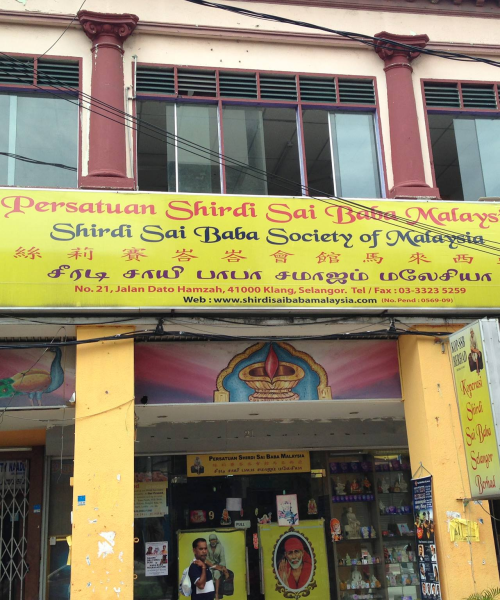 Persatuan Shirdi Sai Baba Malays
Shirdi Sai Baba Society of Malaysia
絲莉賽峇峇會館馬來西亞
சீரடி சாயி பாபா சமாஜம் மலேசியா
No. 21, Jalan Dato Hamzah, 41000 Klang, Selangor. Tel / Fax : 03-3323 5259
Web : www.shirdisaibabamalaysia.com (No. Pend : 0569-09)
Koperasi
Shirdi
Sai Baba
Selangor
Berhad
PERSATUAN SHIRDI SAI BABA MALAYSIA
PULL